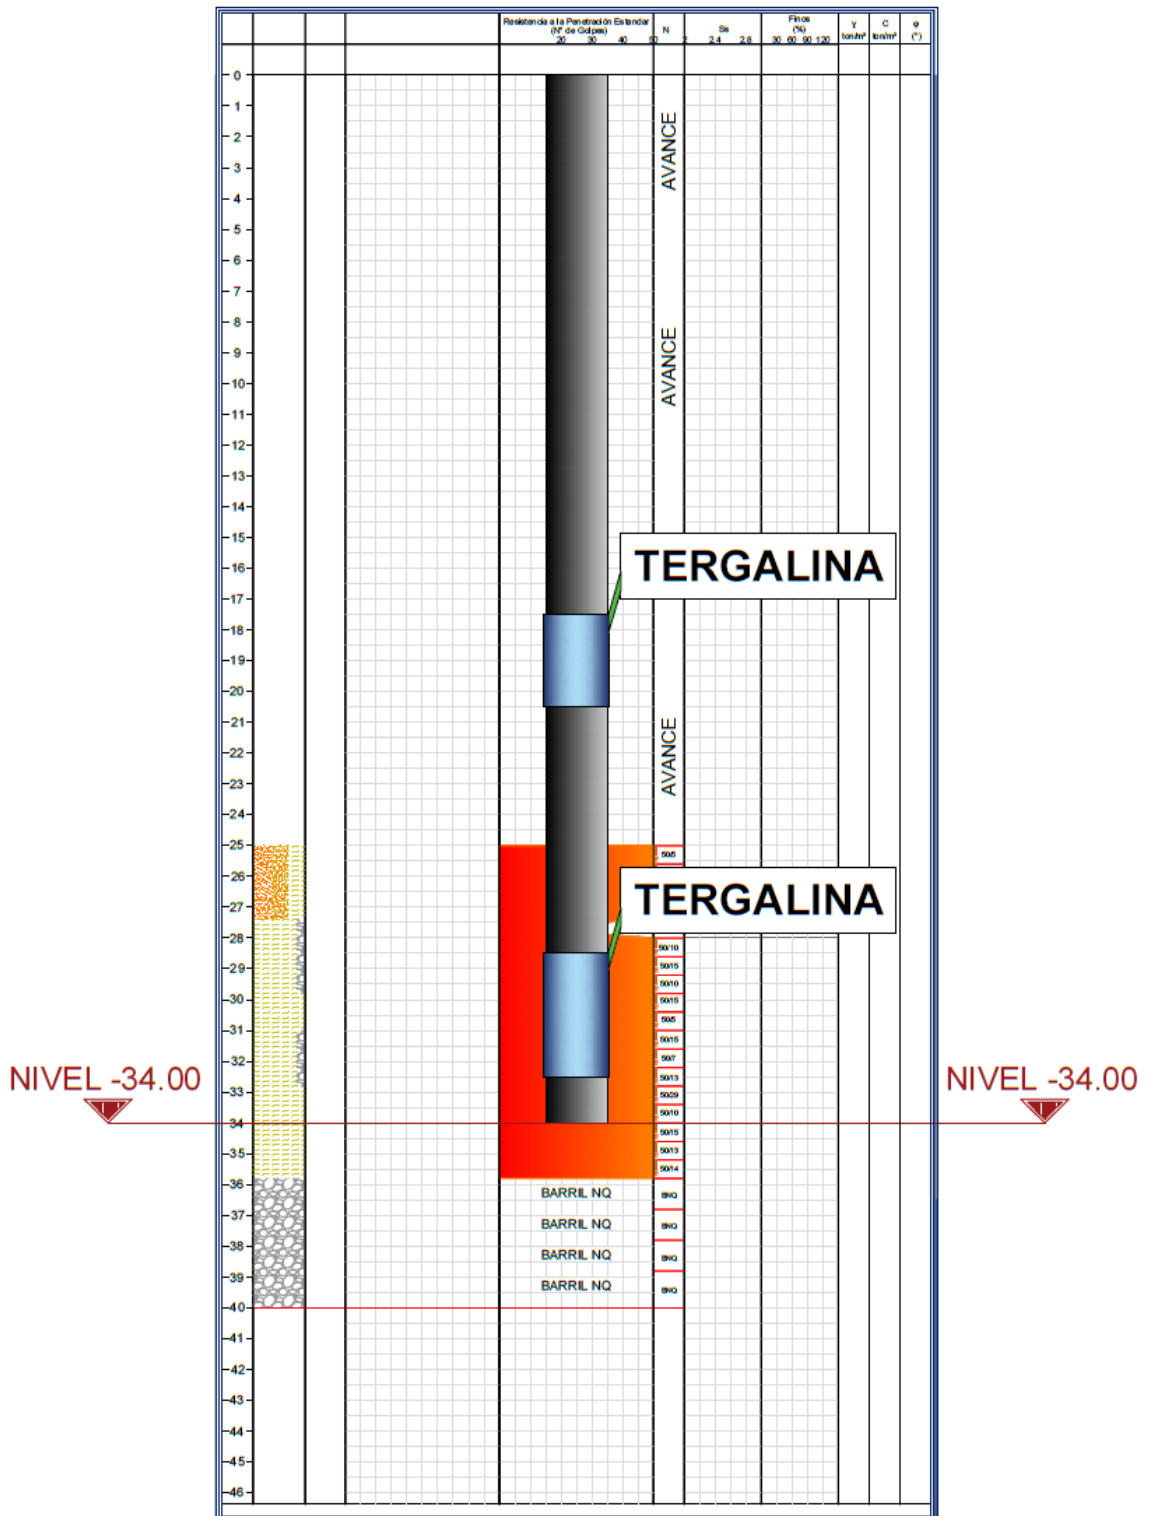 Resistencia a la Penetración Estandar
(Nº de Golpes)
20 30 40 50
N
Ss
2 2.4 2.8
Finos
(%)
30 60 90 120
γ
ton/m³
C
ton/m²
φ
(°)
0
1
2
3
4
5
6
7
8
9
10
11
12
13
14
15
16
17
18
19
20
21
22
23
24
25
26
27
28
29
30
31
32
33
34
35
36
37
38
39
40
41
42
43
44
45
46
AVANCE
AVANCE
TERGALINA
AVANCE
50/5
TERGALINA
50/10
50/15
50/10
50/15
50/5
50/15
50/7
50/13
50/29
50/10
50/15
50/13
50/14
NIVEL -34.00
NIVEL -34.00
BARRIL NQ
BNQ
BARRIL NQ
BNQ
BARRIL NQ
BNQ
BARRIL NQ
BNQ